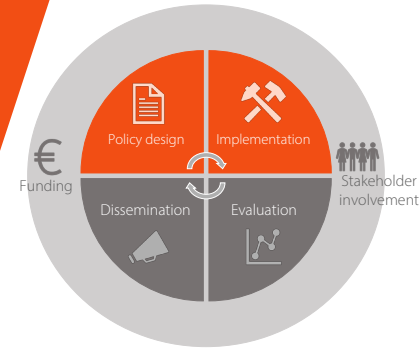 Policy design
Implementation
€
Funding
Stakeholder
involvement
Dissemination
Evaluation